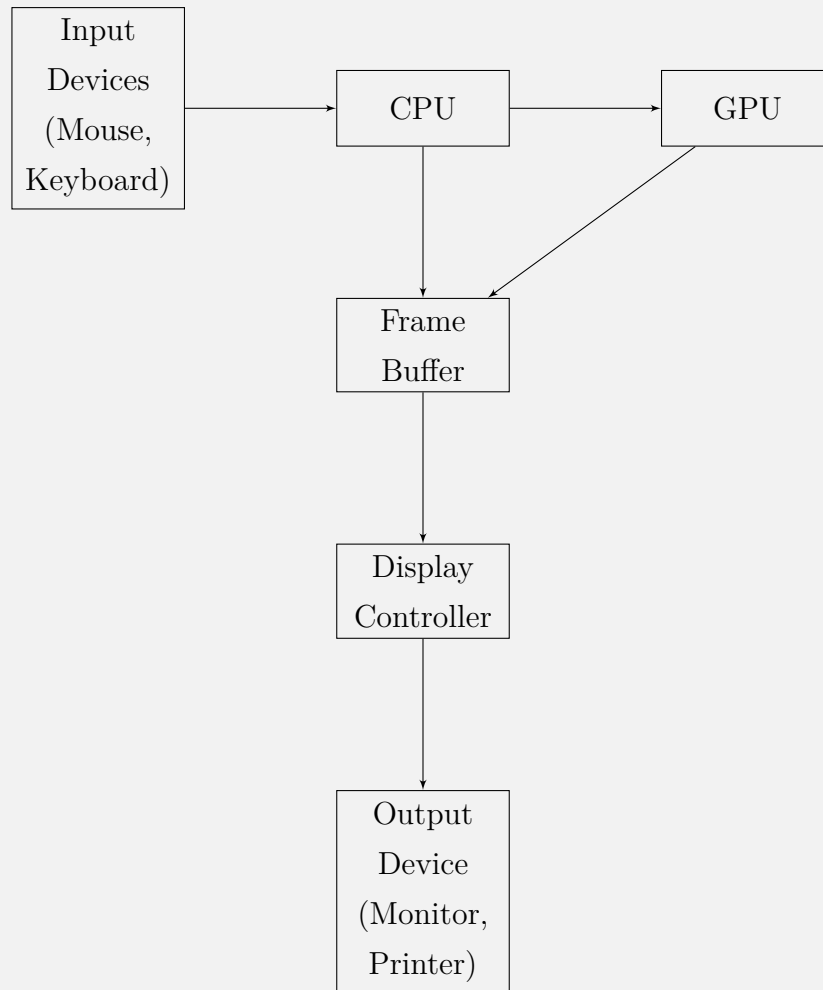 Input
Devices
(Mouse,
Keyboard)
CPU
GPU
Frame
Buffer
Display
Controller
Output
Device
(Monitor,
Printer)